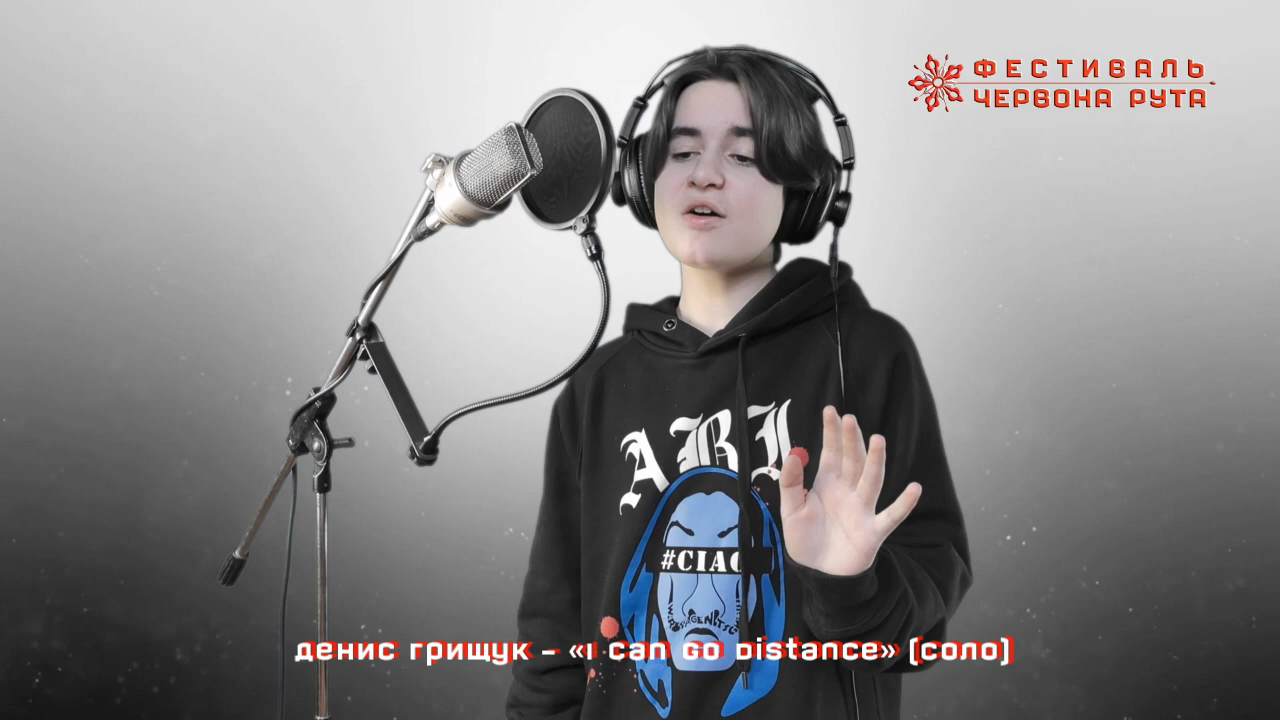 ФЕСТИВАЛЬ
ЧЕРВОНА РУТА
ABI
#CIAO
денис грищук – «I can go Distance» (соло)